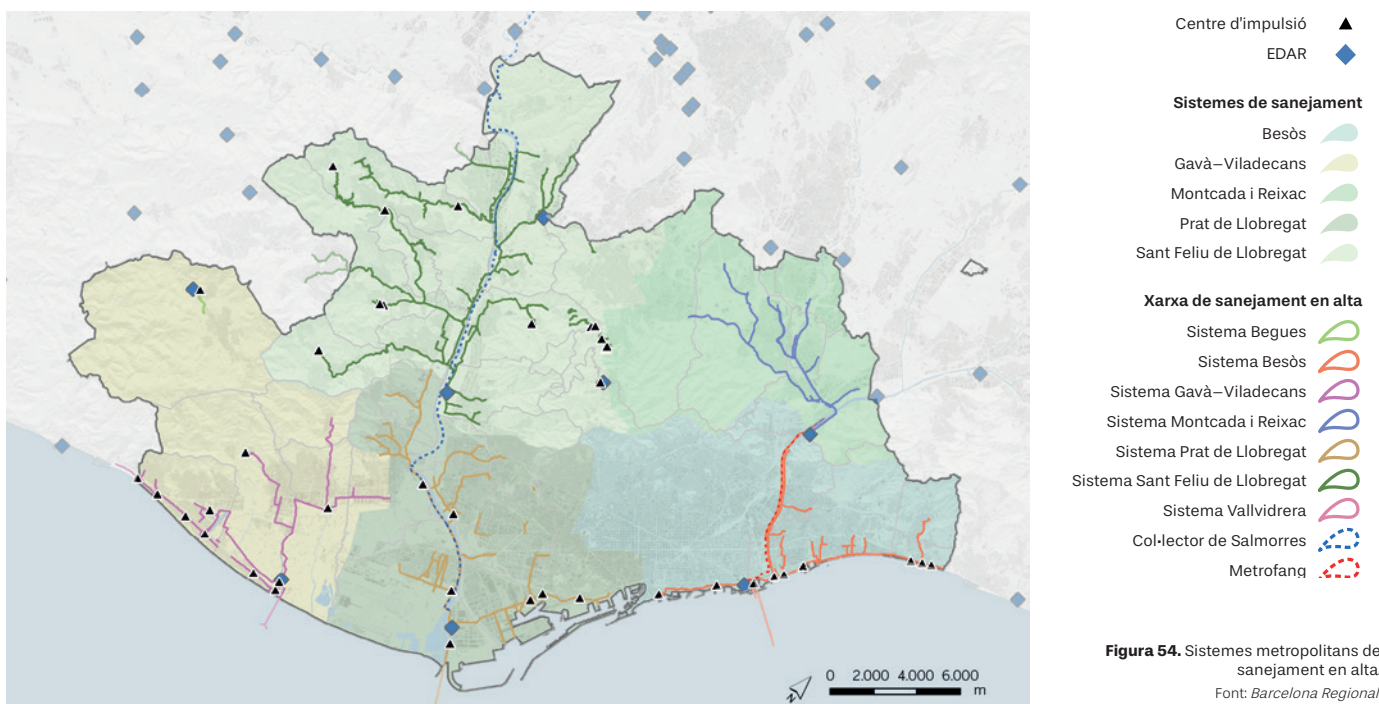 Centre d'impulsió
EDAR
Sistemes de sanejament
Besòs
Gavà–Viladecans
Montcada i Reixac
Prat de Llobregat
Sant Feliu de Llobregat
Xarxa de sanejament en alta
Sistema Begues
Sistema Besòs
Sistema Gavà–Viladecans
Sistema Montcada i Reixac
Sistema Prat de Llobregat
Sistema Sant Feliu de Llobregat
Sistema Vallvidrera
Col·lector de Salmorres
Metrofang
0 2.000 4.000 6.000
m
N
Figura 54. Sistemes metropolitans de
sanejament en alta
Font: Barcelona Regional